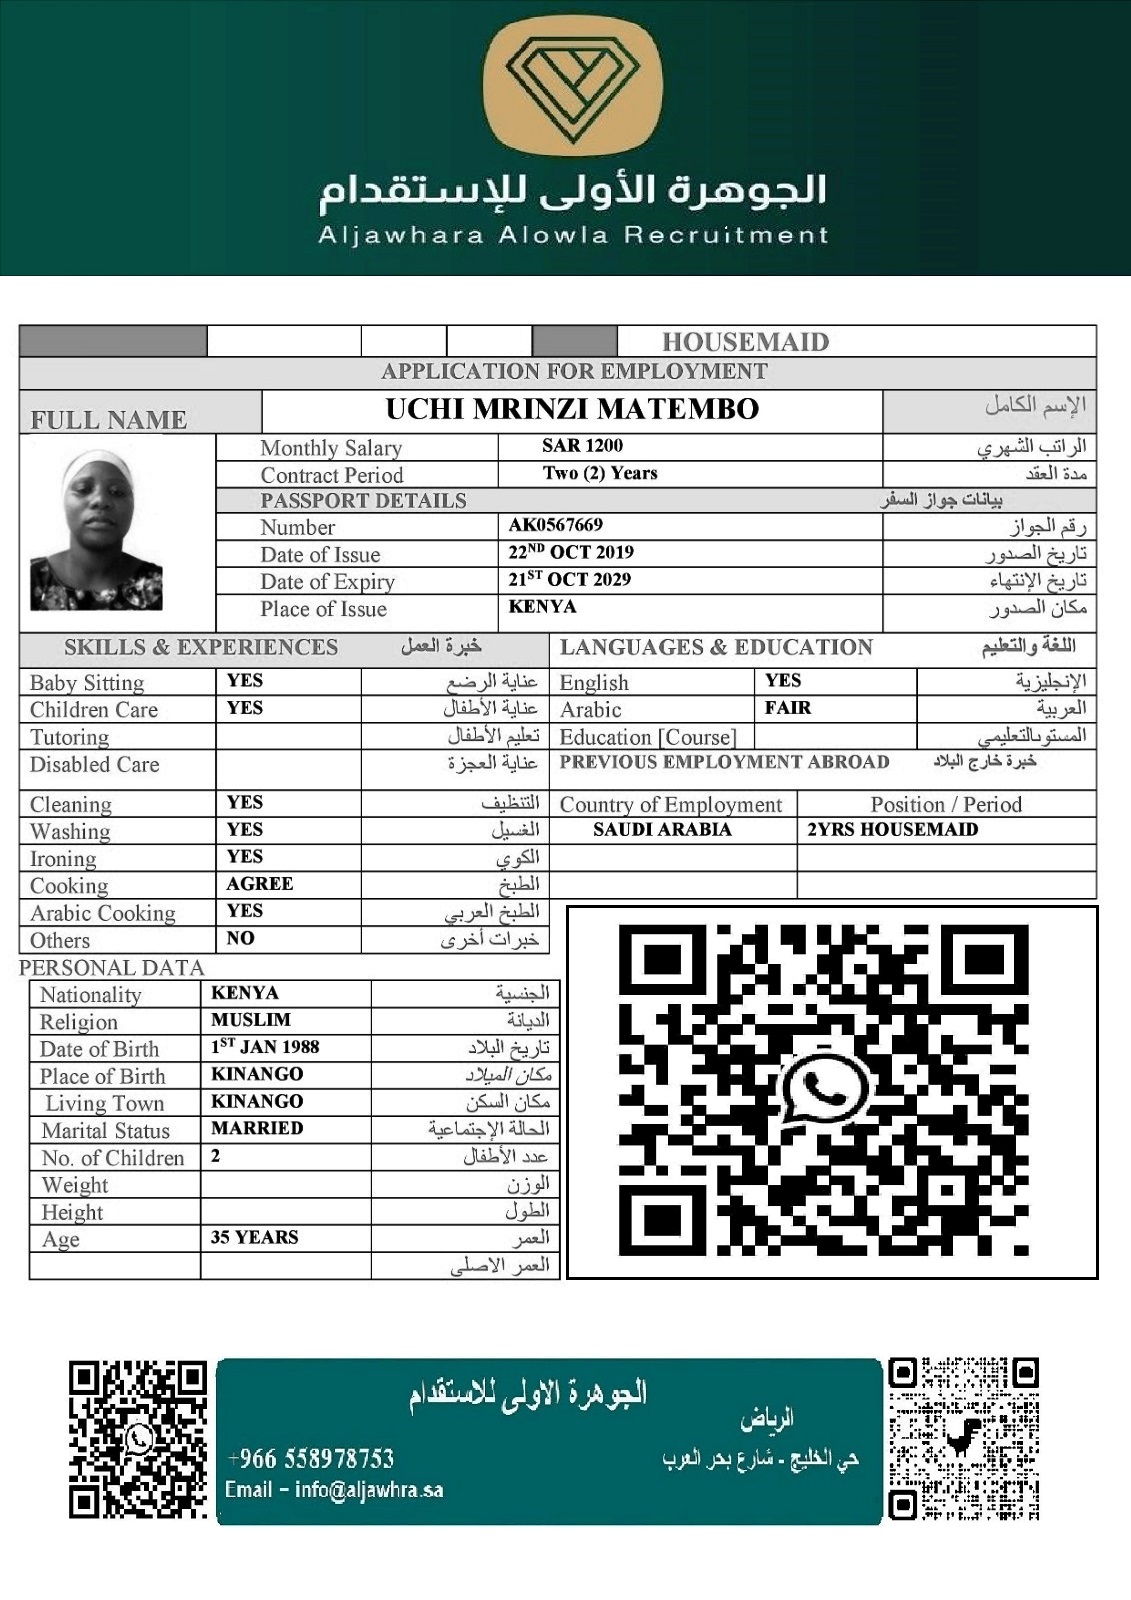 الجوهرة الأولى للإستقدام
Aljawhara Alowla Recruitment
HOUSEMAID
APPLICATION FOR EMPLOYMENT
FULL NAME UCHI MRINZI MATEMBO الإسم الكامل
Monthly Salary SAR 1200 الراتب الشهري
Contract Period Two (2) Years مدة العقد
PASSPORT DETAILS بيانات جواز السفر
Number AK0567669 رقم الجواز
Date of Issue 22ND OCT 2019 تاريخ الصدور
Date of Expiry 21ST OCT 2029 تاريخ الإنتهاء
Place of Issue KENYA مكان الصدور
SKILLS & EXPERIENCES خبرة العمل LANGUAGES & EDUCATION اللغة والتعليم
Baby Sitting YES عناية الرضع English YES الإنجليزية
Children Care YES عناية الأطفال Arabic FAIR العربية
Tutoring تعليم الأطفال Education [Course] المستوىالتعليمي
Disabled Care عناية العجزة PREVIOUS EMPLOYMENT ABROAD خبرة خارج البلاد
Cleaning YES التنظيف Country of Employment Position / Period
Washing YES الغسيل SAUDI ARABIA 2YRS HOUSEMAID
Ironing YES الكوي
Cooking AGREE الطبخ
Arabic Cooking YES الطبخ العربي
Others NO خبرات أخرى
PERSONAL DATA
Nationality KENYA الجنسية
Religion MUSLIM الديانة
Date of Birth 1ST JAN 1988 تاريخ البلاد
Place of Birth KINANGO مكان الميلاد
Living Town KINANGO مكان السكن
Marital Status MARRIED الحالة الإجتماعية
No. of Children 2 عدد الأطفال
Weight الوزن
Height الطول
Age 35 YEARS العمر
العمر الاصلى
الجوهرة الاولى للاستقدام
الرياض
+966 558978753 حي الخليج - شارع بحر العرب
Email – info@aljawhra.sa